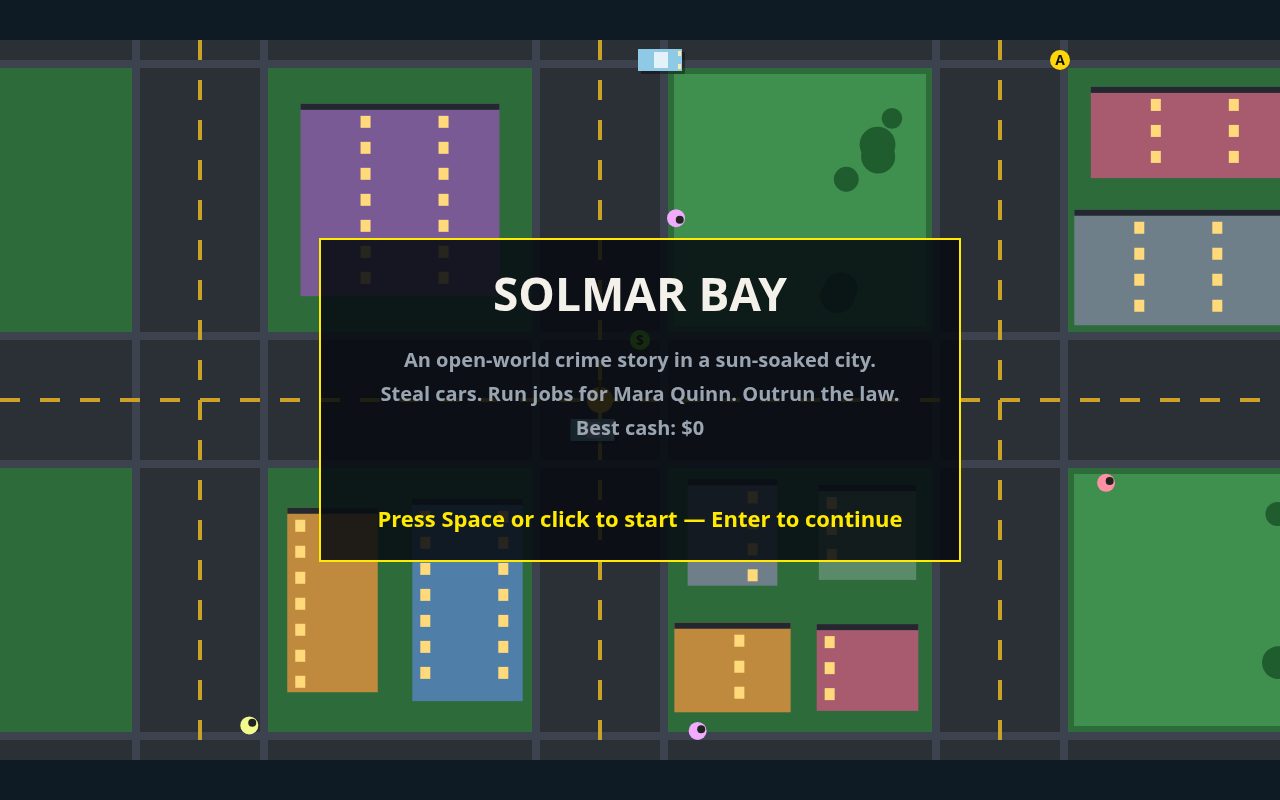 A
SOLMAR BAY
S
An open-world crime story in a sun-soaked city.
Steal cars. Run jobs for Mara Quinn. Outrun the law.
Best cash: $0
Press Space or click to start — Enter to continue